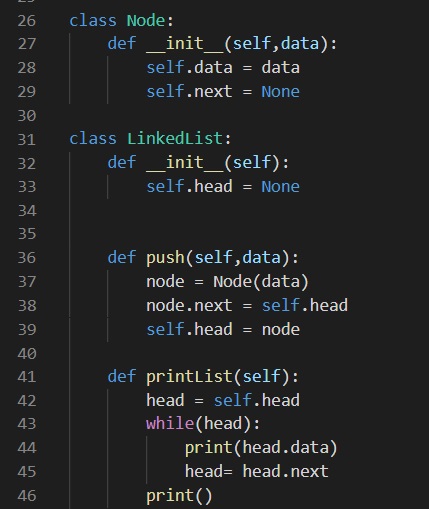 26 class Node:
27     def __init__(self,data):
28         self.data = data
29         self.next = None
30
31 class LinkedList:
32     def __init__(self):
33         self.head = None
34
35
36     def push(self,data):
37         node = Node(data)
38         node.next = self.head
39         self.head = node
40
41     def printList(self):
42         head = self.head
43         while(head):
44             print(head.data)
45             head= head.next
46         print()